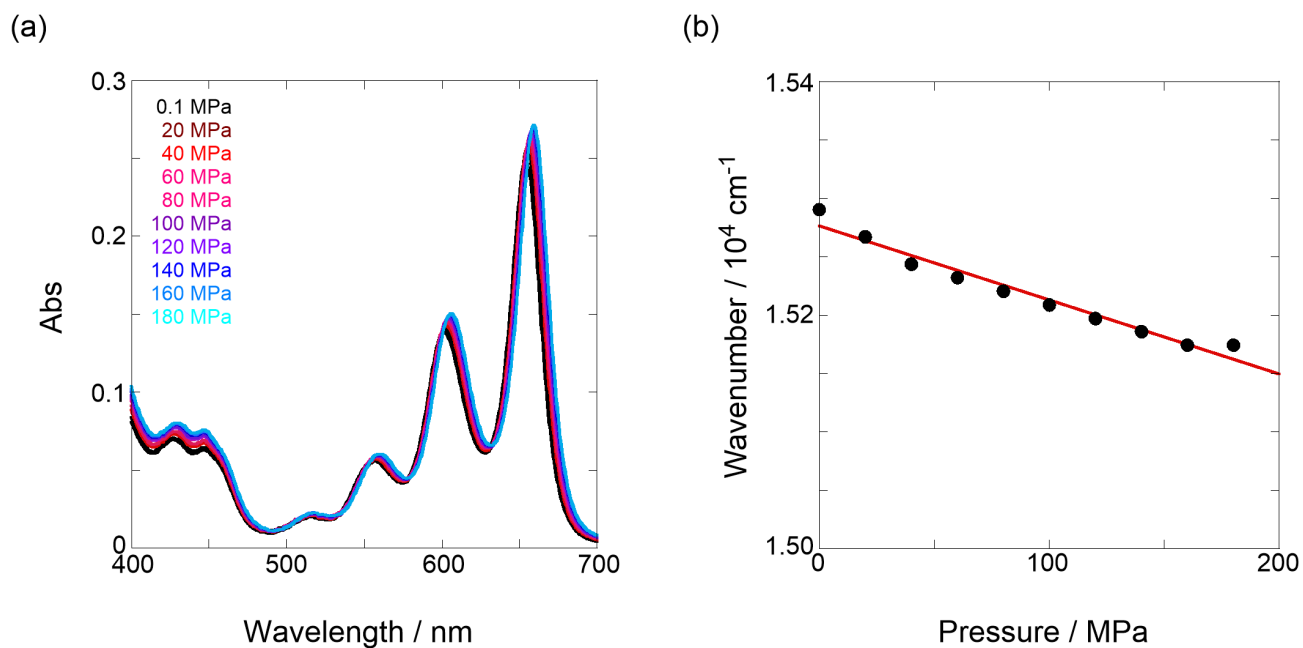 (a)
0.3
0.2
0.1
0
Abs
0.1 MPa
20 MPa
40 MPa
60 MPa
80 MPa
100 MPa
120 MPa
140 MPa
160 MPa
180 MPa
400 500 600 700
Wavelength / nm
(b)
1.54
1.52
1.50
Wavenumber / 10⁴ cm⁻¹
0 100 200
Pressure / MPa